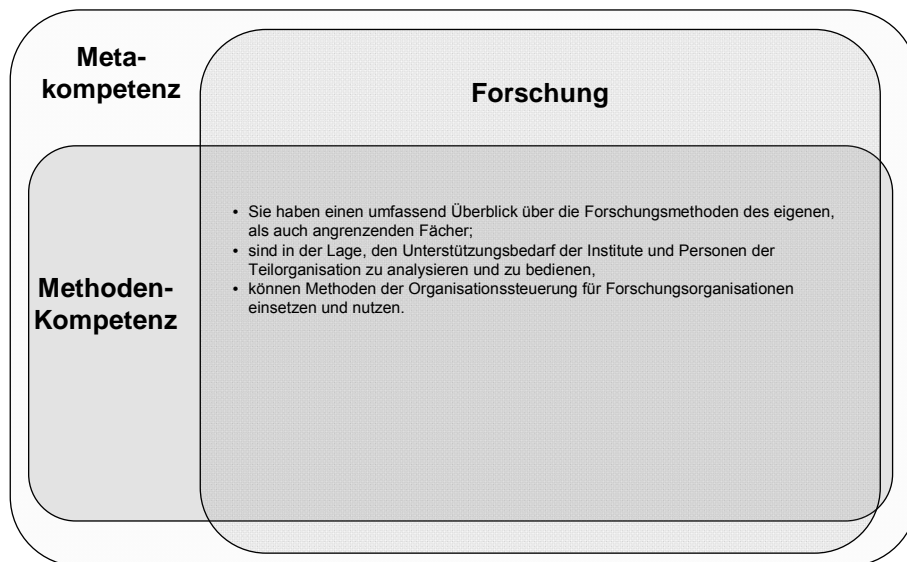 Meta-
kompetenz
Forschung
• Sie haben einen umfassend Überblick über die Forschungsmethoden des eigenen,
als auch angrenzenden Fächer;
• sind in der Lage, den Unterstützungsbedarf der Institute und Personen der
Teilorganisation zu analysieren und zu bedienen,
• können Methoden der Organisationssteuerung für Forschungsorganisationen
einsetzen und nutzen.
Methoden-
Kompetenz